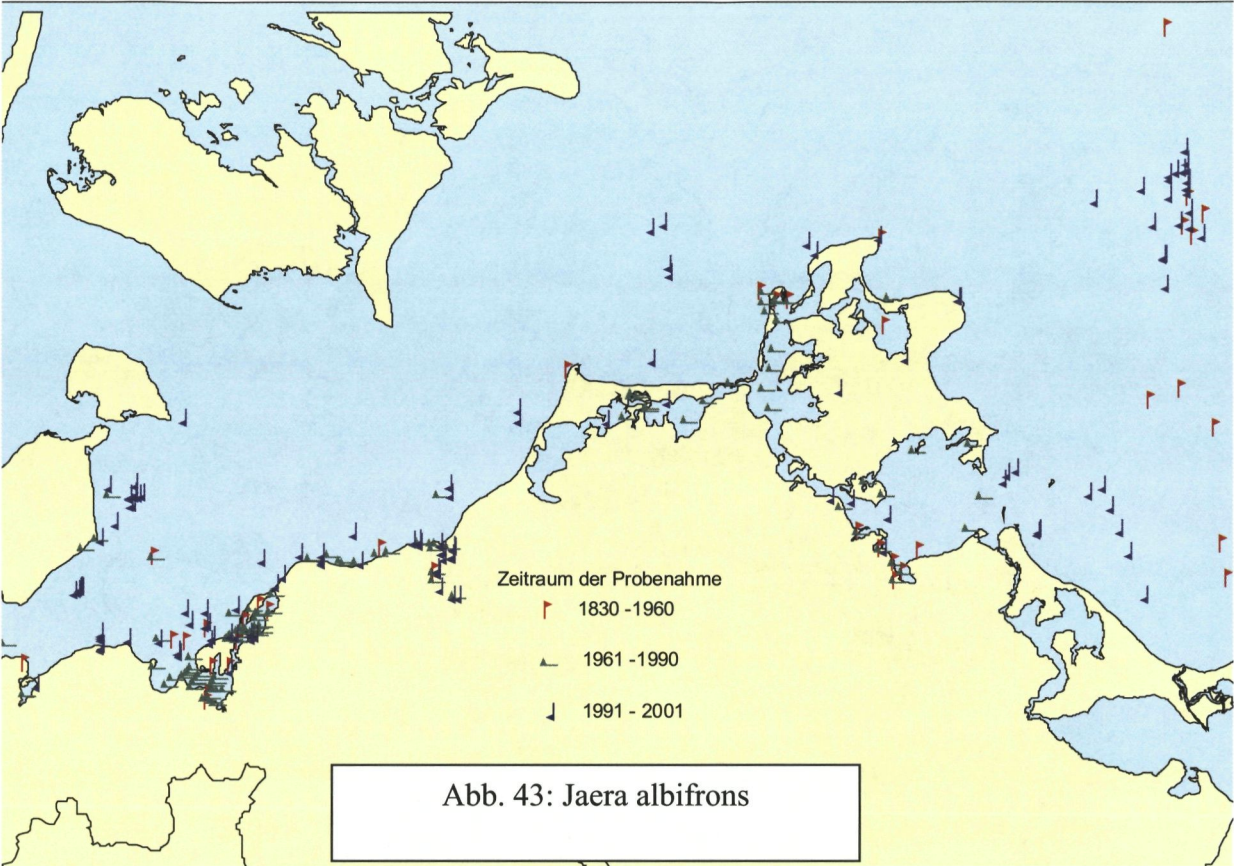 Zeitraum der Probenahme
1830 -1960
1961 -1990
1991 - 2001
Abb. 43: Jaera albifrons